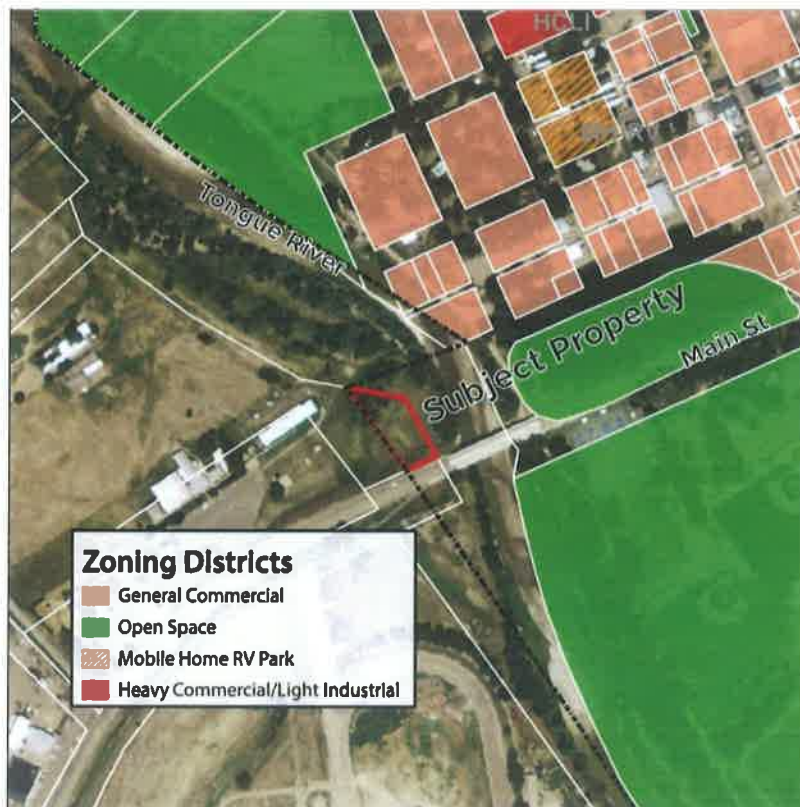 HCLI
Tongue River
Subject Property
Main St
Zoning Districts
General Commercial
Open Space
Mobile Home RV Park
Heavy Commercial/Light Industrial